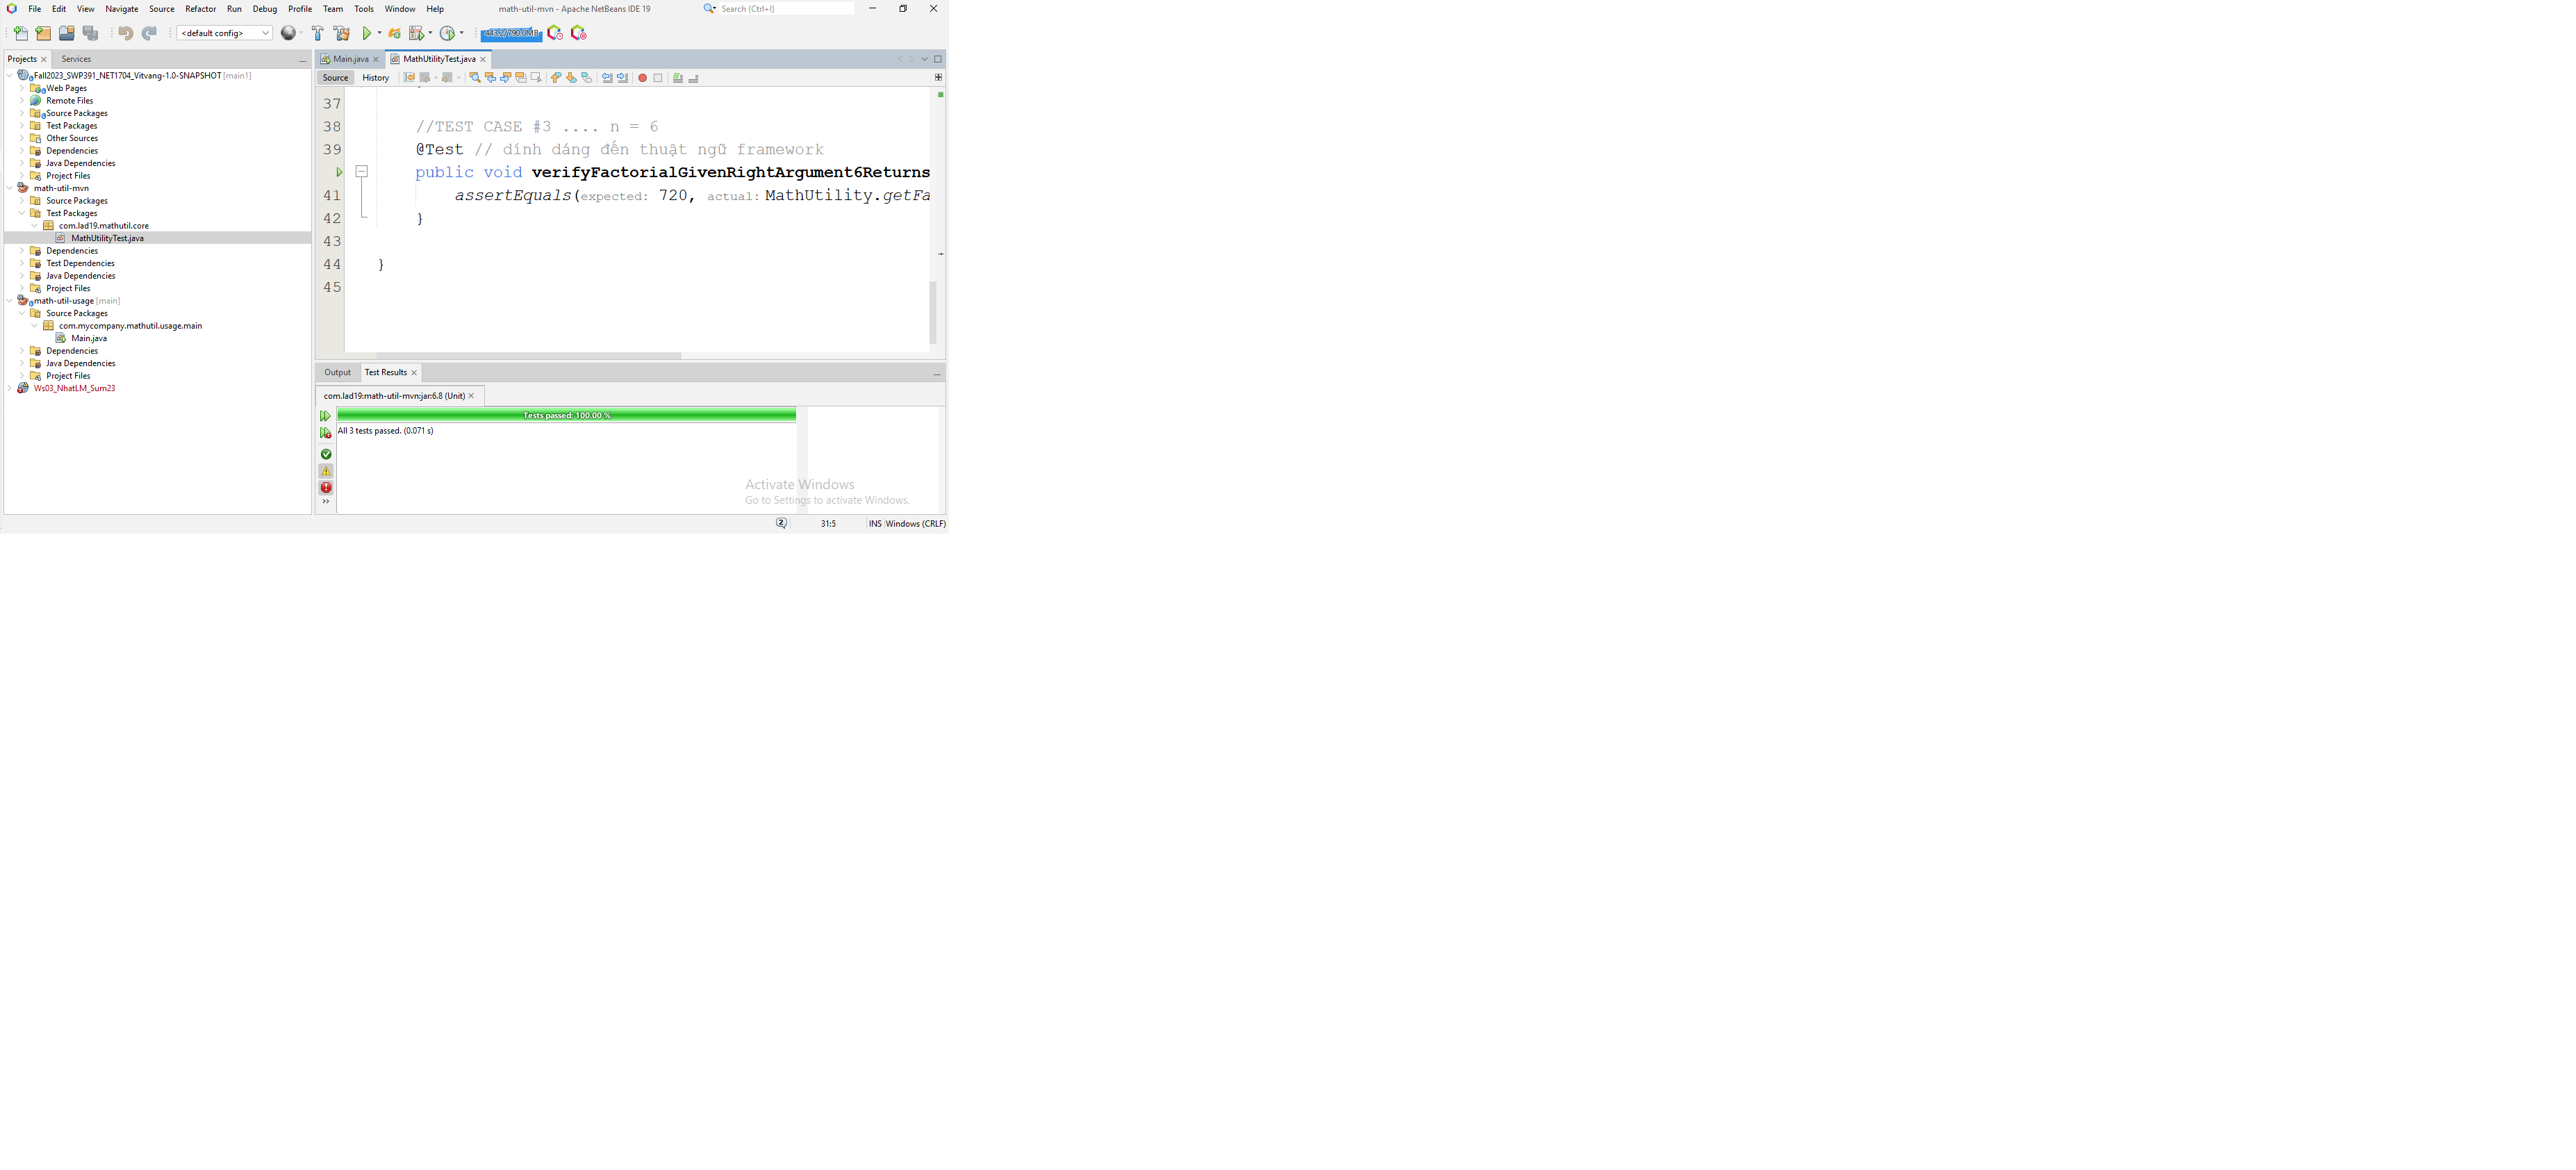 File Edit View Navigate Source Refactor Run Debug Profile Team Tools Window Help
math-util-mvn - Apache NetBeans IDE 19
Search (Ctrl+I)
<default config>
Projects
Services
Fall2023_SWP391_NET1704_Vitvang-1.0-SNAPSHOT [main1]
Web Pages
Remote Files
Source Packages
Test Packages
Other Sources
Dependencies
Java Dependencies
Project Files
math-util-mvn
Source Packages
Test Packages
com.lad19.mathutil.core
MathUtilityTest.java
Dependencies
Test Dependencies
Java Dependencies
Project Files
math-util-usage [main]
Source Packages
com.mycompany.mathutil.usage.main
Main.java
Dependencies
Java Dependencies
Project Files
Ws03_NhatLM_Sum23
Main.java
MathUtilityTest.java
Source
History
37
38 //TEST CASE #3 .... n = 6
39 @Test // dính dáng đến thuật ngữ framework
public void verifyFactorialGivenRightArgument6Returns
41 assertEquals(expected: 720, actual: MathUtility.getFa
42 }
43
44 }
45
Output
Test Results
com.lad19:math-util-mvn:jar:6.8 (Unit)
Tests passed: 100.00 %
All 3 tests passed. (0.071 s)
Activate Windows
Go to Settings to activate Windows.
2
31:5
INS
Windows (CRLF)